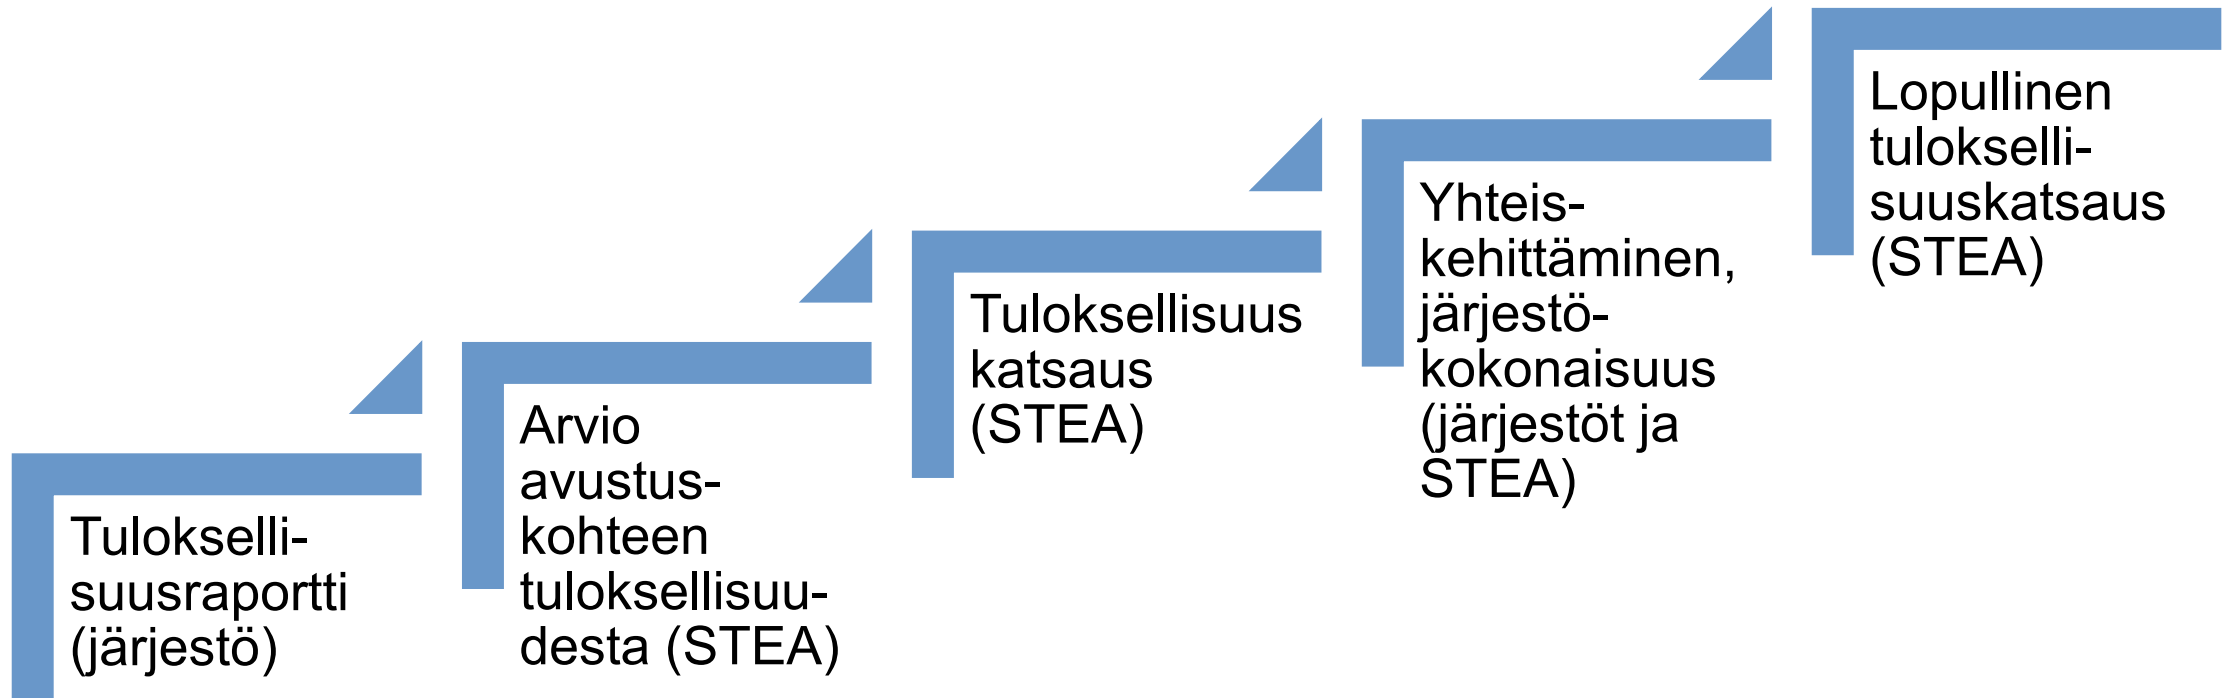 Tulokselli-
suusraportti
(järjestö)
Arvio
avustus-
kohteen
tuloksellisuu-
desta (STEA)
Tuloksellisuus
katsaus
(STEA)
Yhteis-
kehittäminen,
järjestö-
kokonaisuus
(järjestöt ja
STEA)
Lopullinen
tulokselli-
suuskatsaus
(STEA)